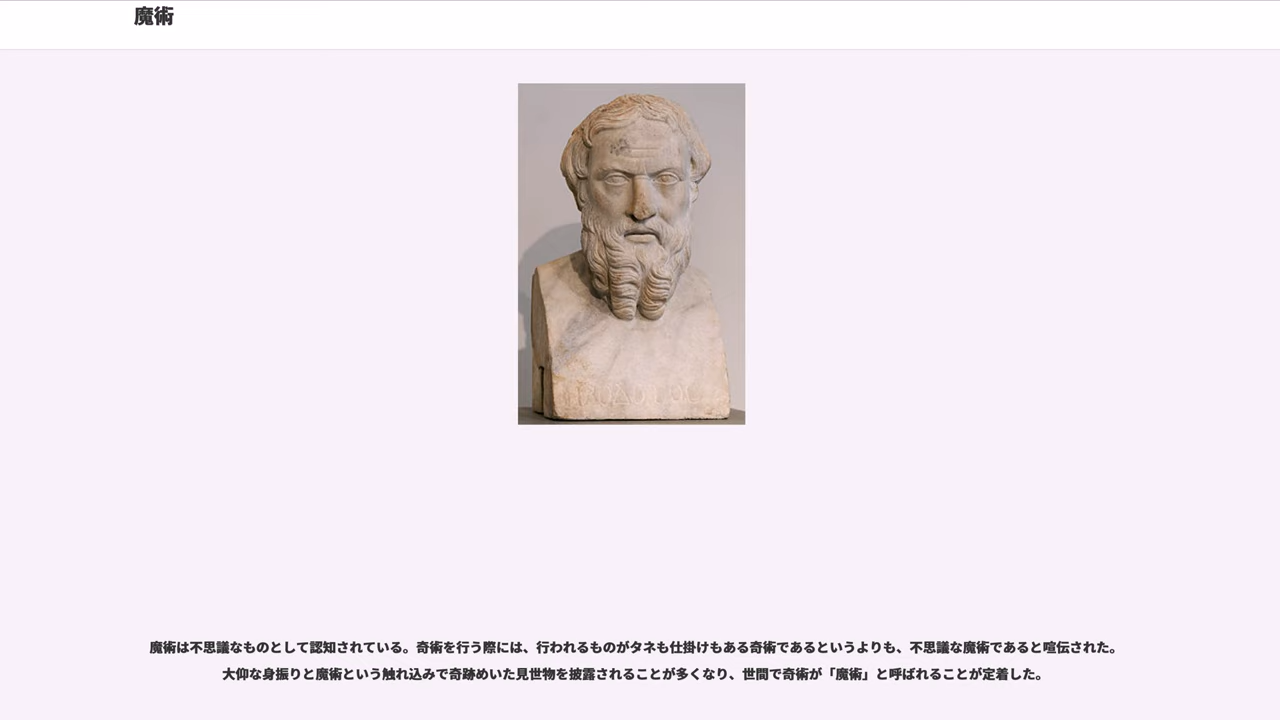 魔術
魔術は不思議なものとして認知されている。奇術を行う際には、行われるものがタネも仕掛けもある奇術であるというよりも、不思議な魔術であると喧伝された。
大仰な身振りと魔術という触れ込みで奇跡めいた見世物を披露されることが多くなり、世間で奇術が「魔術」と呼ばれることが定着した。